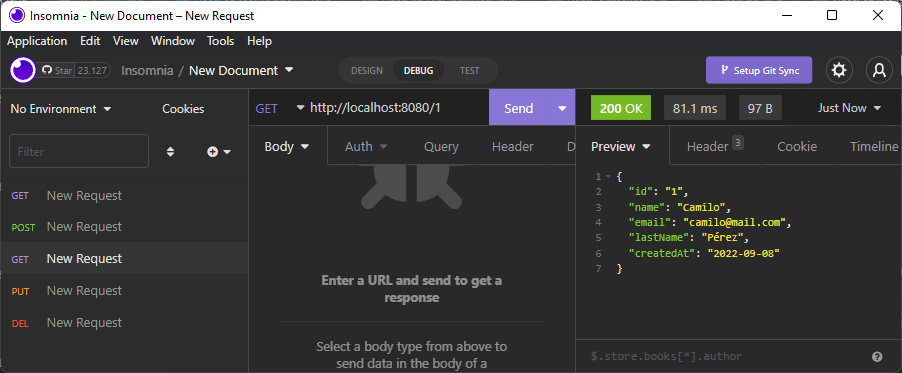 Insomnia - New Document – New Request
Application Edit View Window Tools Help
Star 23.127 Insomnia / New Document DESIGN DEBUG TEST Setup Git Sync
No Environment Cookies
GET http://localhost:8080/1 Send
200 OK 81.1 ms 97 B Just Now
Filter
Body Auth Query Header D
Preview Header 3 Cookie Timeline
GET New Request
POST New Request
GET New Request
PUT New Request
DEL New Request
Enter a URL and send to get a
response
Select a body type from above to
send data in the body of a
1 {
2 "id": "1",
3 "name": "Camilo",
4 "email": "camilo@mail.com",
5 "lastName": "Pérez",
6 "createdAt": "2022-09-08"
7 }
$.store.books[*].author